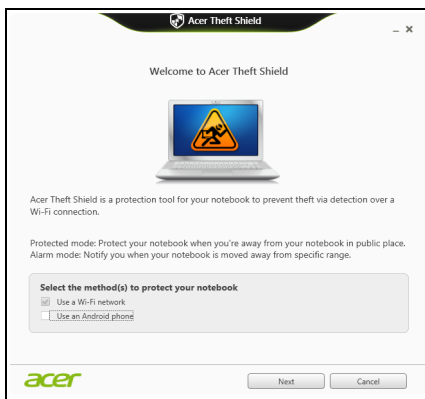 Acer Theft Shield
Welcome to Acer Theft Shield
Acer Theft Shield is a protection tool for your notebook to prevent theft via detection over a
Wi-Fi connection.
Protected mode: Protect your notebook when you're away from your notebook in public place.
Alarm mode: Notify you when your notebook is moved away from specific range.
Select the method(s) to protect your notebook
Use a Wi-Fi network
Use an Android phone
acer
Next
Cancel